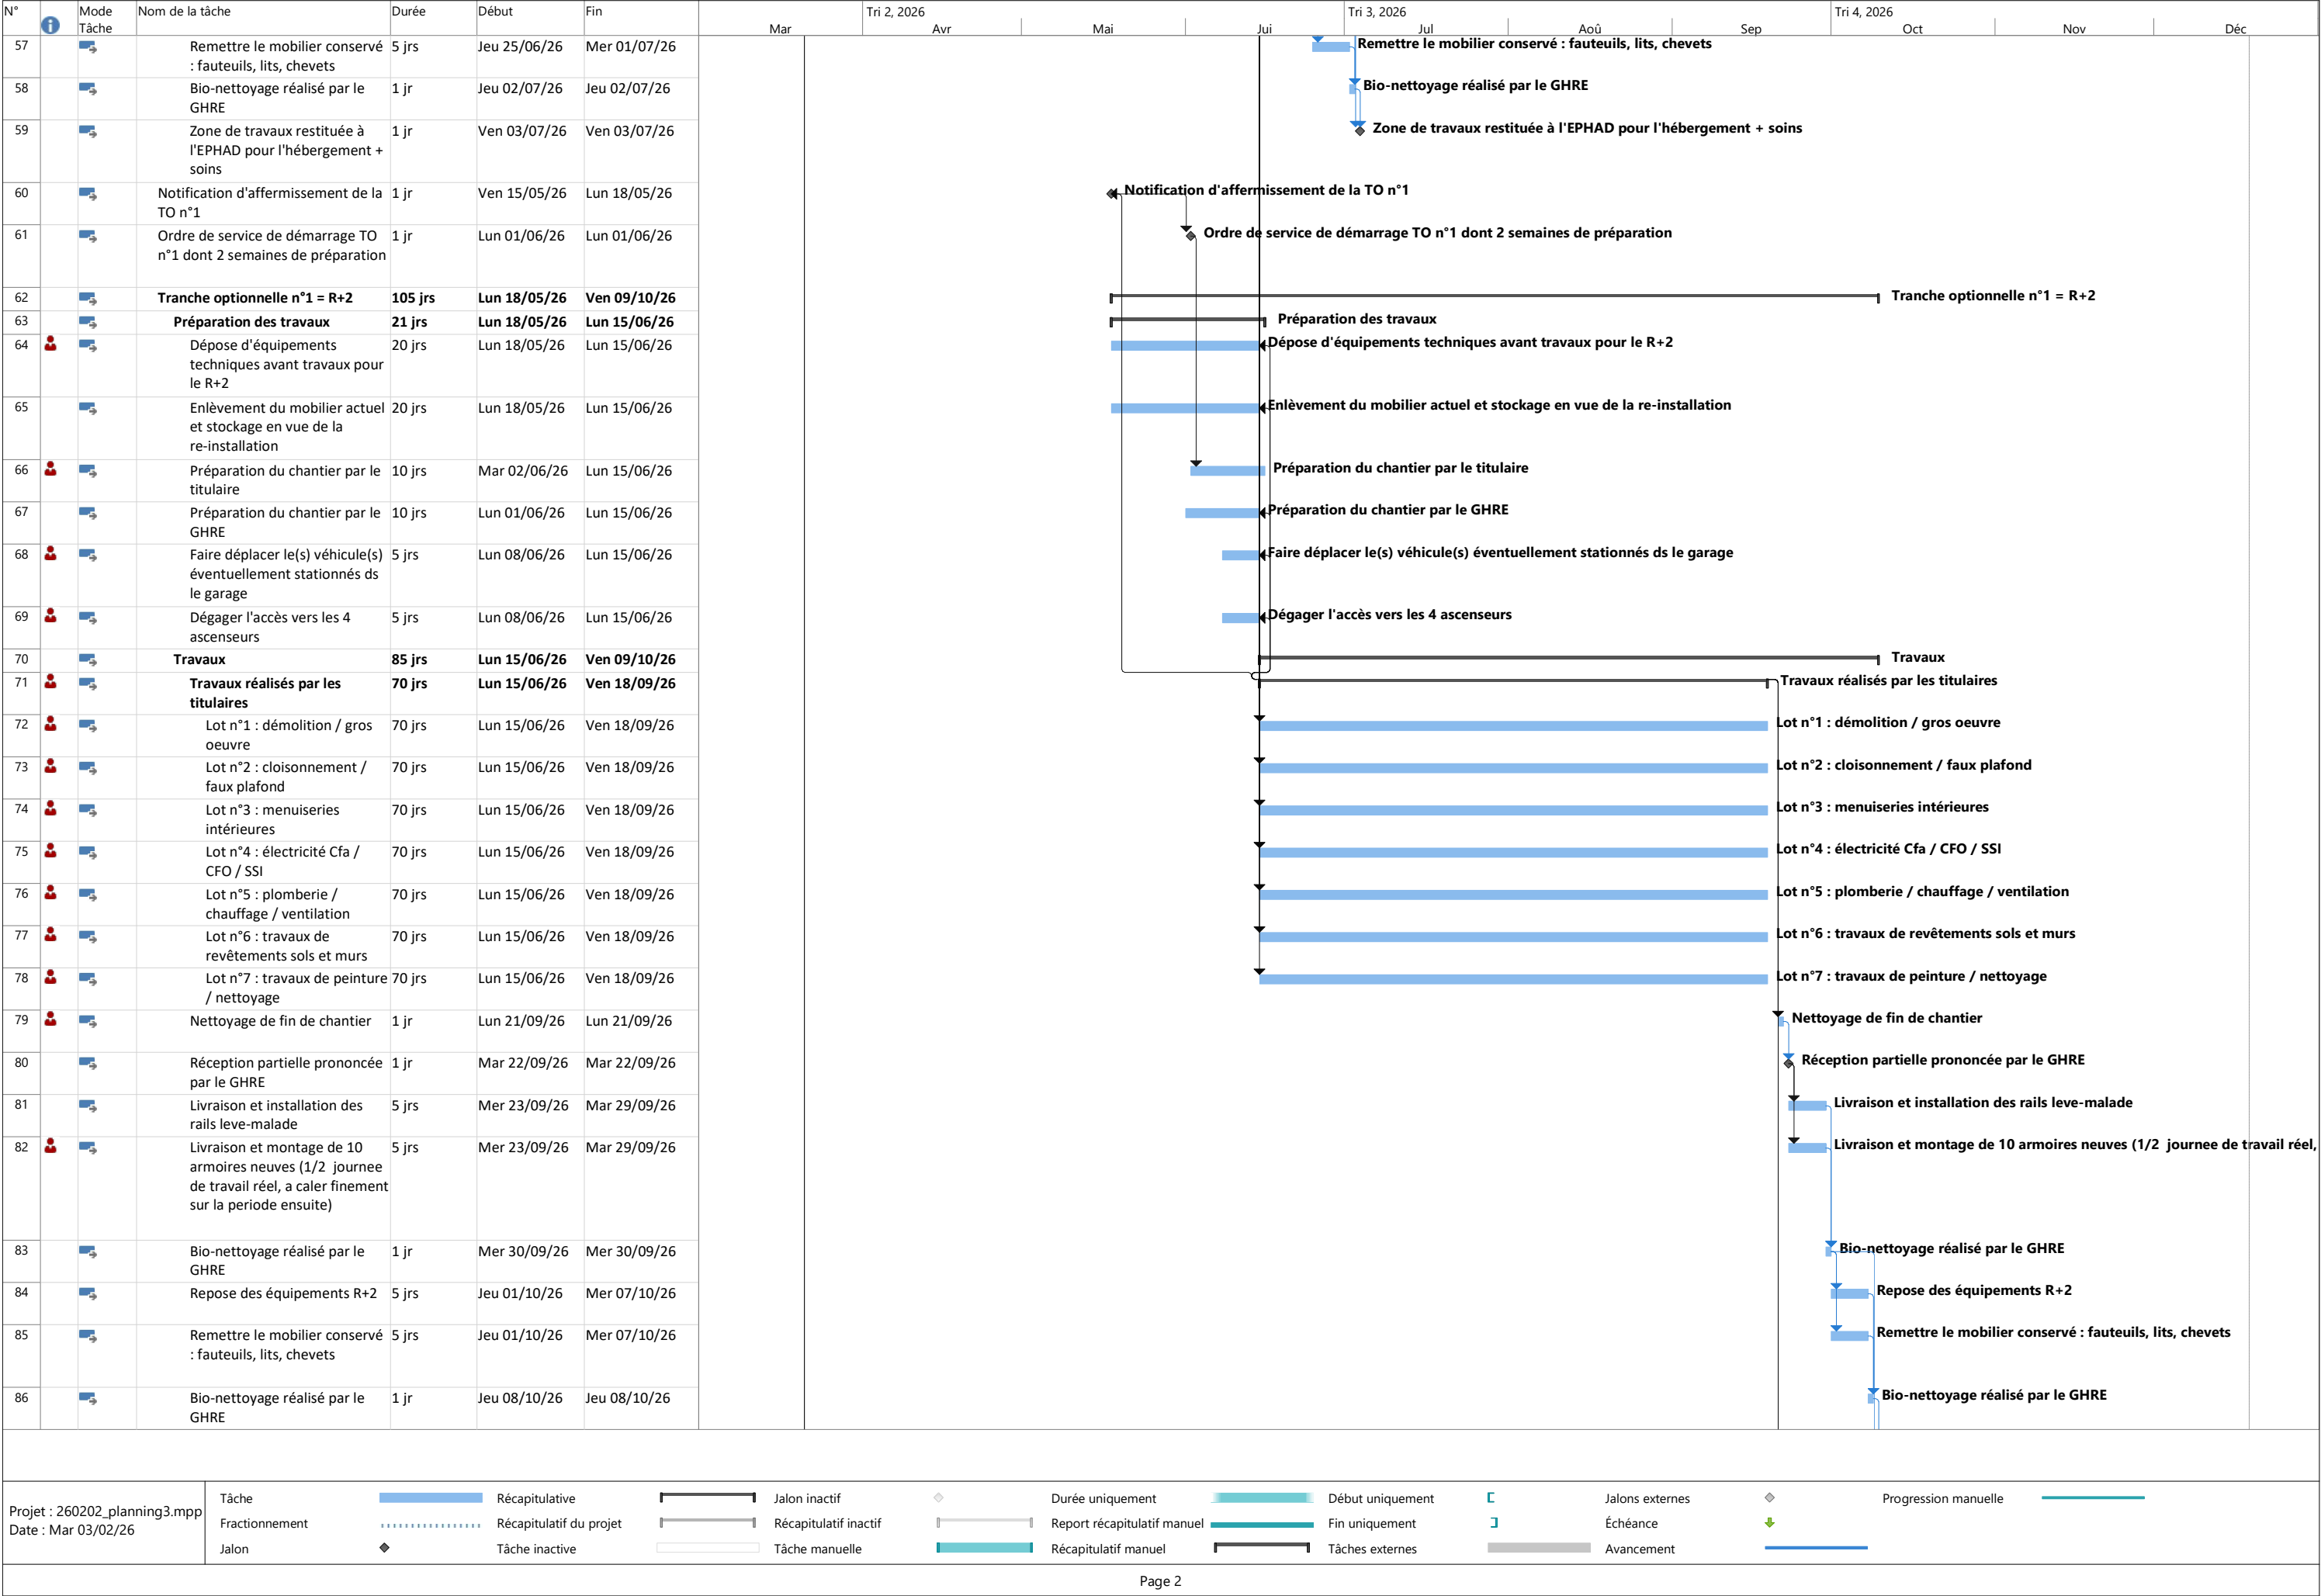 N° Mode Tâche Nom de la tâche Durée Début Fin
Tri 2, 2026 Tri 3, 2026 Tri 4, 2026
Mar Avr Mai Jui Jul Aoû Sep Oct Nov Déc
57 Remettre le mobilier conservé 5 jrs Jeu 25/06/26 Mer 01/07/26 Remettre le mobilier conservé : fauteuils, lits, chevets
: fauteuils, lits, chevets
58 Bio-nettoyage réalisé par le 1 jr Jeu 02/07/26 Jeu 02/07/26 Bio-nettoyage réalisé par le GHRE
GHRE
59 Zone de travaux restituée à 1 jr Ven 03/07/26 Ven 03/07/26 Zone de travaux restituée à l'EPHAD pour l'hébergement + soins
l'EPHAD pour l'hébergement +
soins
60 Notification d'affermissement de la 1 jr Ven 15/05/26 Lun 18/05/26 Notification d'affermissement de la TO n°1
TO n°1
61 Ordre de service de démarrage TO 1 jr Lun 01/06/26 Lun 01/06/26 Ordre de service de démarrage TO n°1 dont 2 semaines de préparation
n°1 dont 2 semaines de préparation
62 Tranche optionnelle n°1 = R+2 105 jrs Lun 18/05/26 Ven 09/10/26 Tranche optionnelle n°1 = R+2
63 Préparation des travaux 21 jrs Lun 18/05/26 Lun 15/06/26 Préparation des travaux
64 Dépose d'équipements 20 jrs Lun 18/05/26 Lun 15/06/26 Dépose d'équipements techniques avant travaux pour le R+2
techniques avant travaux pour
le R+2
65 Enlèvement du mobilier actuel 20 jrs Lun 18/05/26 Lun 15/06/26 Enlèvement du mobilier actuel et stockage en vue de la re-installation
et stockage en vue de la
re-installation
66 Préparation du chantier par le 10 jrs Mar 02/06/26 Lun 15/06/26 Préparation du chantier par le titulaire
titulaire
67 Préparation du chantier par le 10 jrs Lun 01/06/26 Lun 15/06/26 Préparation du chantier par le GHRE
GHRE
68 Faire déplacer le(s) véhicule(s) 5 jrs Lun 08/06/26 Lun 15/06/26 Faire déplacer le(s) véhicule(s) éventuellement stationnés ds le garage
éventuellement stationnés ds
le garage
69 Dégager l'accès vers les 4 5 jrs Lun 08/06/26 Lun 15/06/26 Dégager l'accès vers les 4 ascenseurs
ascenseurs
70 Travaux 85 jrs Lun 15/06/26 Ven 09/10/26 Travaux
71 Travaux réalisés par les 70 jrs Lun 15/06/26 Ven 18/09/26 Travaux réalisés par les titulaires
titulaires
72 Lot n°1 : démolition / gros 70 jrs Lun 15/06/26 Ven 18/09/26 Lot n°1 : démolition / gros oeuvre
oeuvre
73 Lot n°2 : cloisonnement / 70 jrs Lun 15/06/26 Ven 18/09/26 Lot n°2 : cloisonnement / faux plafond
faux plafond
74 Lot n°3 : menuiseries 70 jrs Lun 15/06/26 Ven 18/09/26 Lot n°3 : menuiseries intérieures
intérieures
75 Lot n°4 : électricité Cfa / 70 jrs Lun 15/06/26 Ven 18/09/26 Lot n°4 : électricité Cfa / CFO / SSI
CFO / SSI
76 Lot n°5 : plomberie / 70 jrs Lun 15/06/26 Ven 18/09/26 Lot n°5 : plomberie / chauffage / ventilation
chauffage / ventilation
77 Lot n°6 : travaux de 70 jrs Lun 15/06/26 Ven 18/09/26 Lot n°6 : travaux de revêtements sols et murs
revêtements sols et murs
78 Lot n°7 : travaux de peinture 70 jrs Lun 15/06/26 Ven 18/09/26 Lot n°7 : travaux de peinture / nettoyage
/ nettoyage
79 Nettoyage de fin de chantier 1 jr Lun 21/09/26 Lun 21/09/26 Nettoyage de fin de chantier
80 Réception partielle prononcée 1 jr Mar 22/09/26 Mar 22/09/26 Réception partielle prononcée par le GHRE
par le GHRE
81 Livraison et installation des 5 jrs Mer 23/09/26 Mar 29/09/26 Livraison et installation des rails leve-malade
rails leve-malade
82 Livraison et montage de 10 5 jrs Mer 23/09/26 Mar 29/09/26 Livraison et montage de 10 armoires neuves (1/2 journee de travail réel,
armoires neuves (1/2 journee
de travail réel, a caler finement
sur la periode ensuite)
83 Bio-nettoyage réalisé par le 1 jr Mer 30/09/26 Mer 30/09/26 Bio-nettoyage réalisé par le GHRE
GHRE
84 Repose des équipements R+2 5 jrs Jeu 01/10/26 Mer 07/10/26 Repose des équipements R+2
85 Remettre le mobilier conservé 5 jrs Jeu 01/10/26 Mer 07/10/26 Remettre le mobilier conservé : fauteuils, lits, chevets
: fauteuils, lits, chevets
86 Bio-nettoyage réalisé par le 1 jr Jeu 08/10/26 Jeu 08/10/26 Bio-nettoyage réalisé par le GHRE
GHRE
Projet : 260202_planning3.mpp
Date : Mar 03/02/26
Tâche Récapitulative Jalon inactif Durée uniquement Début uniquement Jalons externes Progression manuelle
Fractionnement Récapitulatif du projet Récapitulatif inactif Report récapitulatif manuel Fin uniquement Échéance
Jalon Tâche inactive Tâche manuelle Récapitulatif manuel Tâches externes Avancement
Page 2